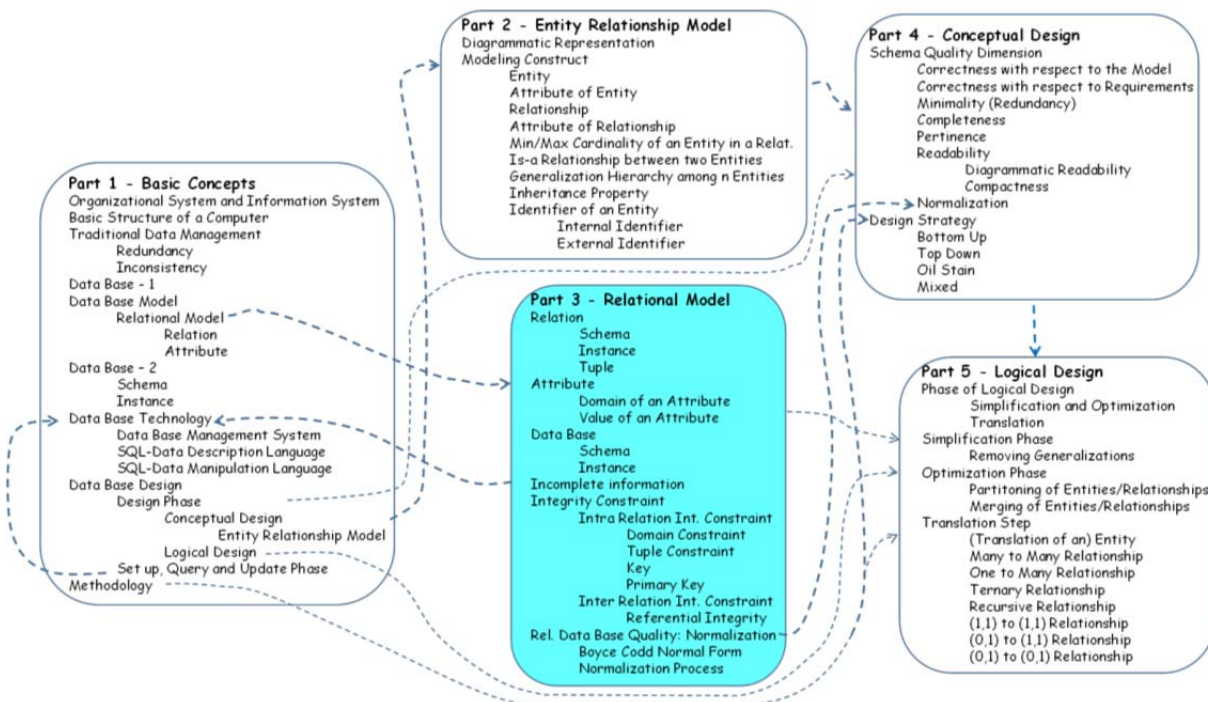 Part 1 - Basic Concepts
Organizational System and Information System
Basic Structure of a Computer
Traditional Data Management
Redundancy
Inconsistency
Data Base - 1
Data Base Model
Relational Model
Relation
Attribute
Data Base - 2
Schema
Instance
Data Base Technology
Data Base Management System
SQL-Data Description Language
SQL-Data Manipulation Language
Data Base Design
Design Phase
Conceptual Design
Entity Relationship Model
Logical Design
Set up, Query and Update Phase
Methodology
Part 2 - Entity Relationship Model
Diagrammatic Representation
Modeling Construct
Entity
Attribute of Entity
Relationship
Attribute of Relationship
Min/Max Cardinality of an Entity in a Relat.
Is-a Relationship between two Entities
Generalization Hierarchy among n Entities
Inheritance Property
Identifier of an Entity
Internal Identifier
External Identifier
Part 3 - Relational Model
Relation
Schema
Instance
Tuple
Attribute
Domain of an Attribute
Value of an Attribute
Data Base
Schema
Instance
Incomplete information
Integrity Constraint
Intra Relation Int. Constraint
Domain Constraint
Tuple Constraint
Key
Primary Key
Inter Relation Int. Constraint
Referential Integrity
Rel. Data Base Quality: Normalization
Boyce Codd Normal Form
Normalization Process
Part 4 - Conceptual Design
Schema Quality Dimension
Correctness with respect to the Model
Correctness with respect to Requirements
Minimality (Redundancy)
Completeness
Pertinence
Readability
Diagrammatic Readability
Compactness
Normalization
Design Strategy
Bottom Up
Top Down
Oil Stain
Mixed
Part 5 - Logical Design
Phase of Logical Design
Simplification and Optimization
Translation
Simplification Phase
Removing Generalizations
Optimization Phase
Partitoning of Entities/Relationships
Merging of Entities/Relationships
Translation Step
(Translation of an) Entity
Many to Many Relationship
One to Many Relationship
Ternary Relationship
Recursive Relationship
(1,1) to (1,1) Relationship
(0,1) to (1,1) Relationship
(0,1) to (0,1) Relationship